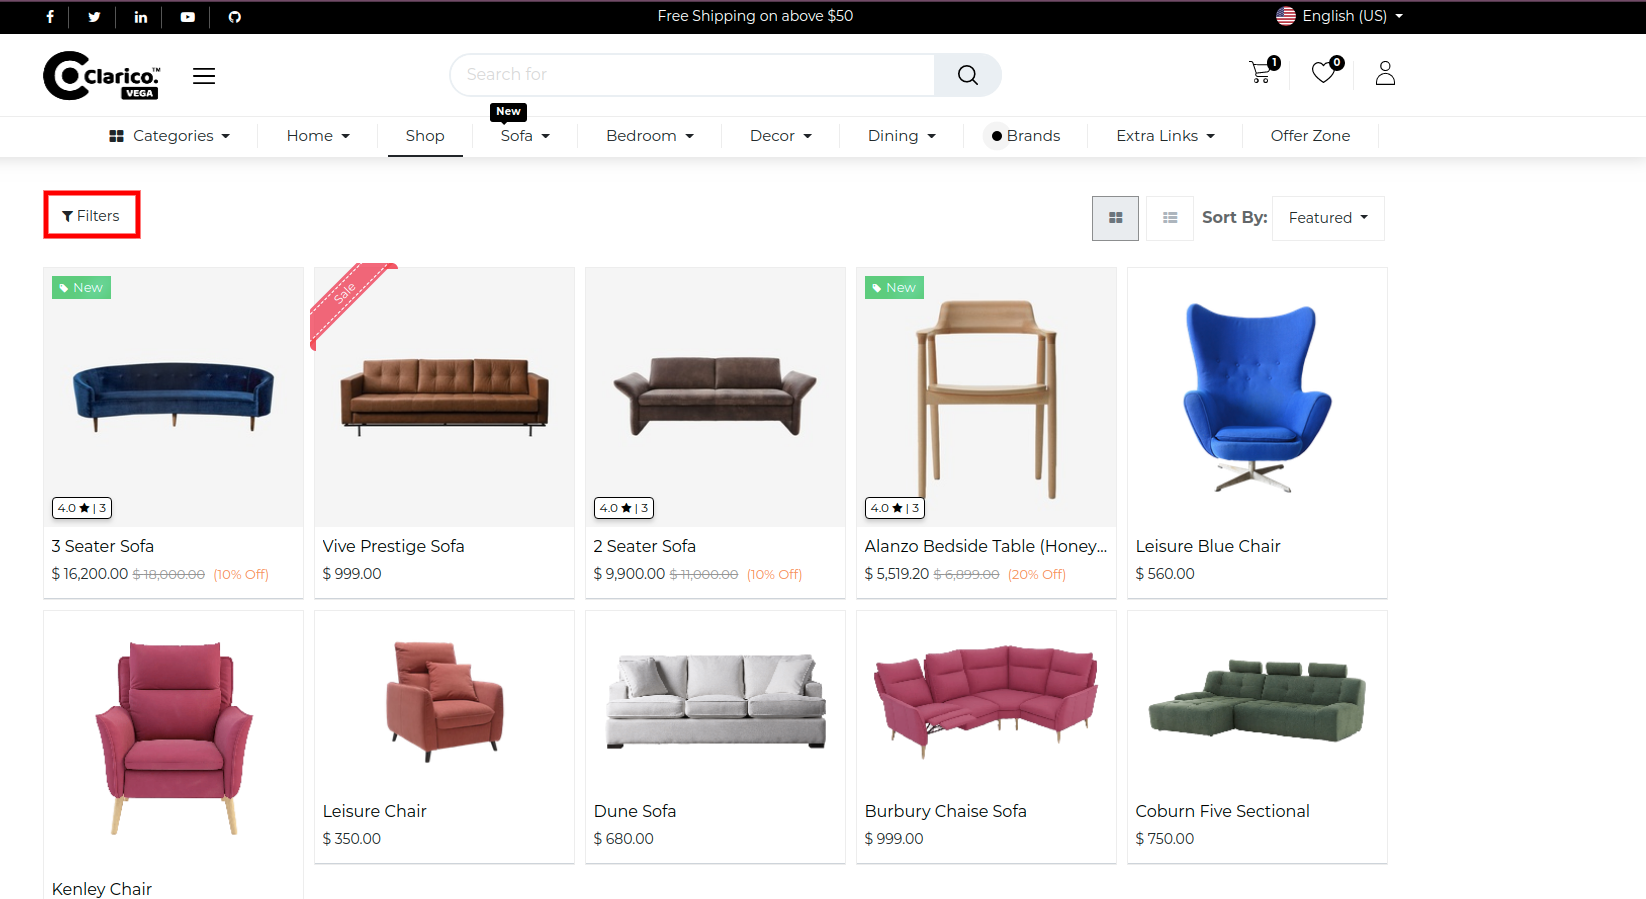 Free Shipping on above $50
English (US)
Clarico.™
VEGA
Search for
1
0
New
Categories
Home
Shop
Sofa
Bedroom
Decor
Dining
Brands
Extra Links
Offer Zone
Filters
Sort By:
Featured
New
Sale
New
4.0 ★ | 3
4.0 ★ | 3
4.0 ★ | 3
3 Seater Sofa
$ 16,200.00 $ 18,000.00 (10% Off)
Vive Prestige Sofa
$ 999.00
2 Seater Sofa
$ 9,900.00 $ 11,000.00 (10% Off)
Alanzo Bedside Table (Honey...
$ 5,519.20 $ 6,899.00 (20% Off)
Leisure Blue Chair
$ 560.00
Kenley Chair
Leisure Chair
$ 350.00
Dune Sofa
$ 680.00
Burbury Chaise Sofa
$ 999.00
Coburn Five Sectional
$ 750.00